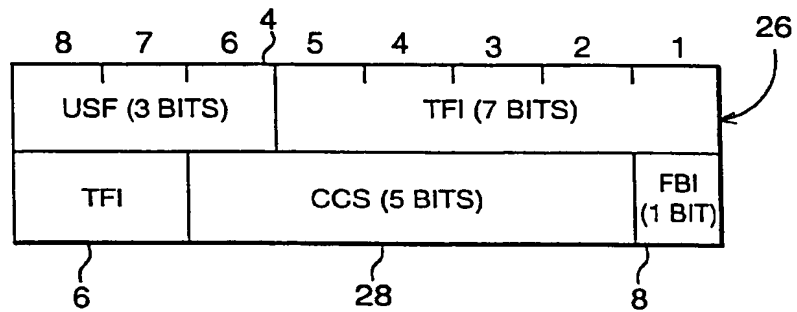 4
8 7 6 5 4 3 2 1 26
USF (3 BITS) TFI (7 BITS)
TFI CCS (5 BITS) FBI
(1 BIT)
6 28 8